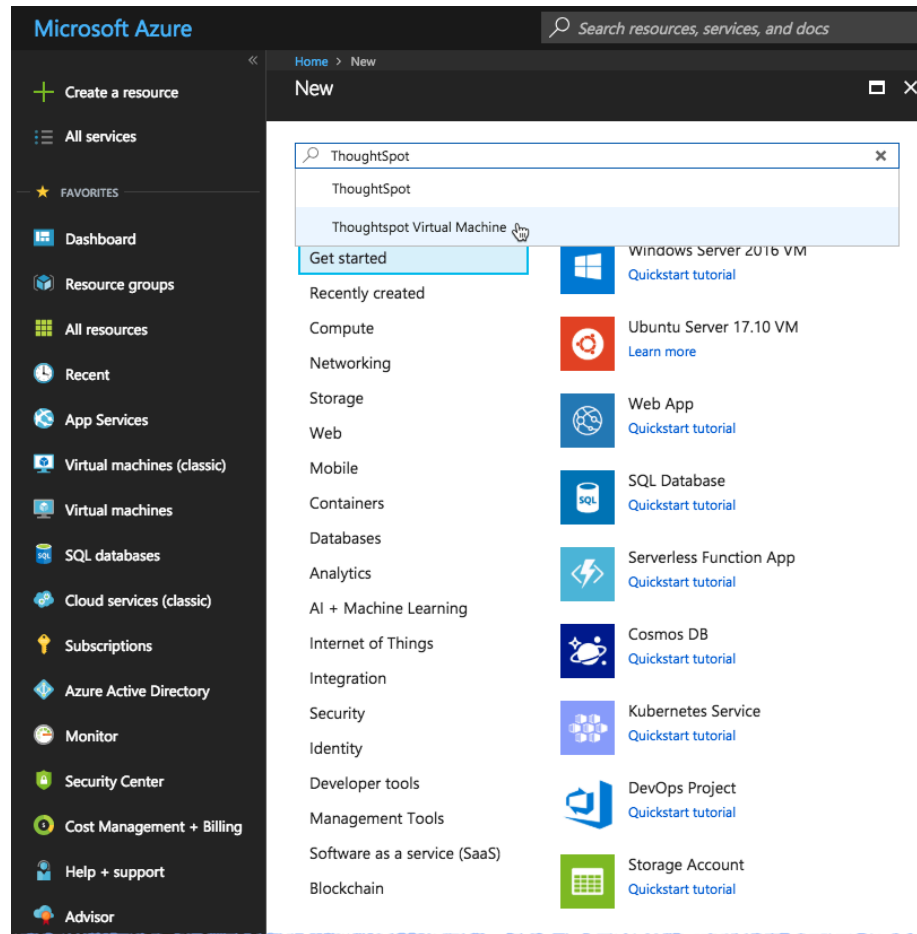 Microsoft Azure
Search resources, services, and docs
«
Create a resource
All services
FAVORITES
Dashboard
Resource groups
All resources
Recent
App Services
Virtual machines (classic)
Virtual machines
SQL databases
Cloud services (classic)
Subscriptions
Azure Active Directory
Monitor
Security Center
Cost Management + Billing
Help + support
Advisor
Home > New
New
ThoughtSpot
ThoughtSpot
Thoughtspot Virtual Machine
Get started
Recently created
Compute
Networking
Storage
Web
Mobile
Containers
Databases
Analytics
AI + Machine Learning
Internet of Things
Integration
Security
Identity
Developer tools
Management Tools
Software as a service (SaaS)
Blockchain
Windows Server 2016 VM
Quickstart tutorial
Ubuntu Server 17.10 VM
Learn more
Web App
Quickstart tutorial
SQL
SQL Database
Quickstart tutorial
Serverless Function App
Quickstart tutorial
Cosmos DB
Quickstart tutorial
Kubernetes Service
Quickstart tutorial
DevOps Project
Quickstart tutorial
Storage Account
Quickstart tutorial